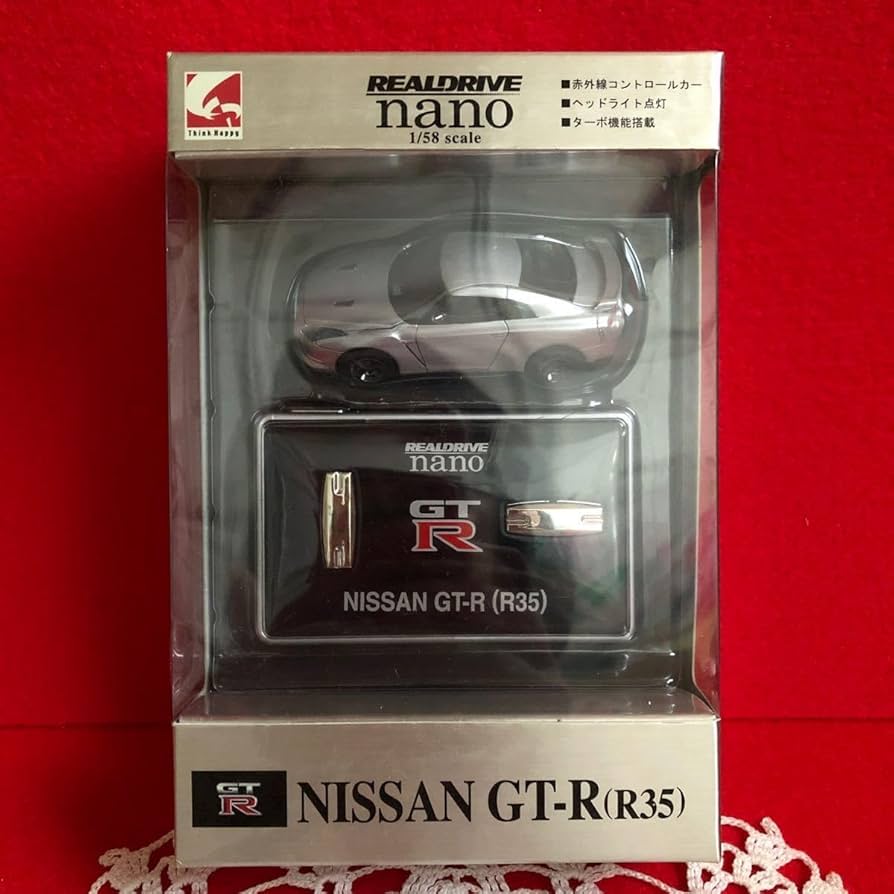 Think Happy
REALDRIVE
nano
1/58 scale
■赤外線コントロールカー
■ヘッドライト点灯
■ターボ機能搭載
REALDRIVE
nano
GT
R
NISSAN GT-R (R35)
GT
R
NISSAN GT-R(R35)